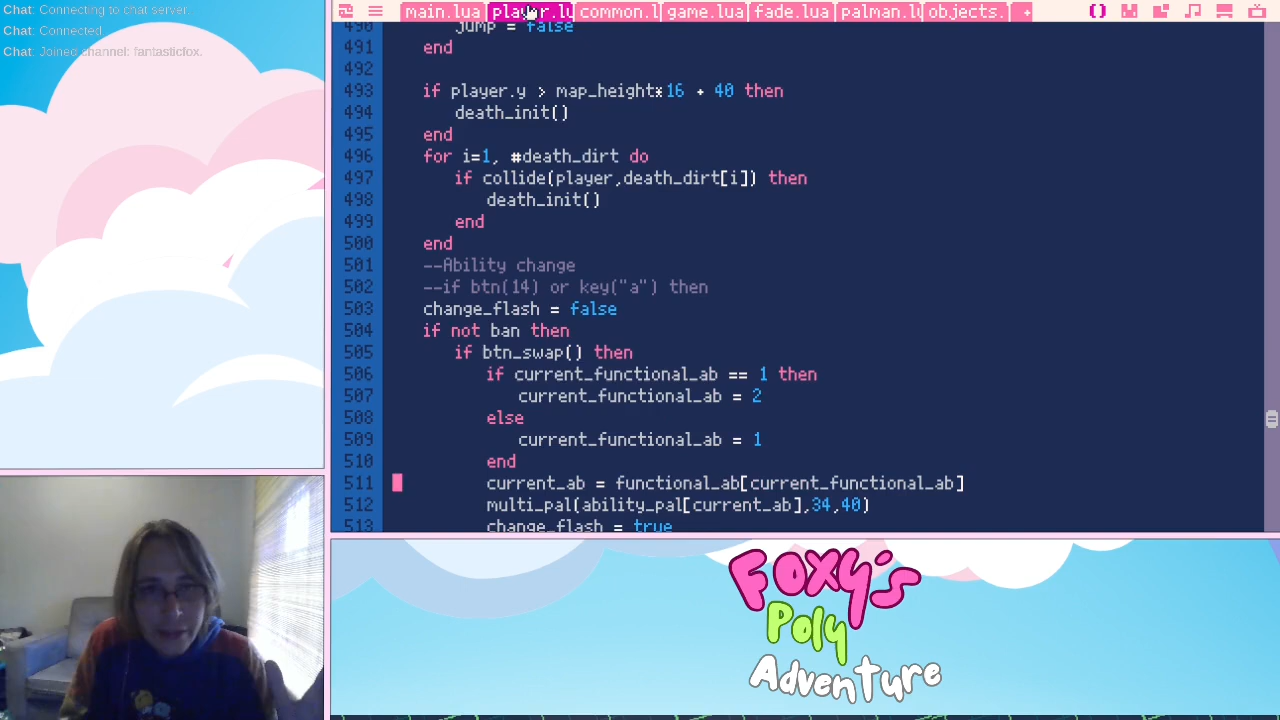 Chat: Connecting to chat server.
Chat: Connected
Chat: Joined channel: fantasticfox.
main.lua player.lu common.l game.lua fade.lua palman.lu objects. +
490 jump = false
491 end
492
493 if player.y > map_height*16 + 40 then
494 death_init()
495 end
496 for i=1, #death_dirt do
497 if collide(player,death_dirt[i]) then
498 death_init()
499 end
500 end
501 --Ability change
502 --if btn(14) or key("a") then
503 change_flash = false
504 if not ban then
505 if btn_swap() then
506 if current_functional_ab == 1 then
507 current_functional_ab = 2
508 else
509 current_functional_ab = 1
510 end
511 current_ab = functional_ab[current_functional_ab]
512 multi_pal(ability_pal[current_ab],34,40)
513 change_flash = true
Foxy's
Poly
Adventure